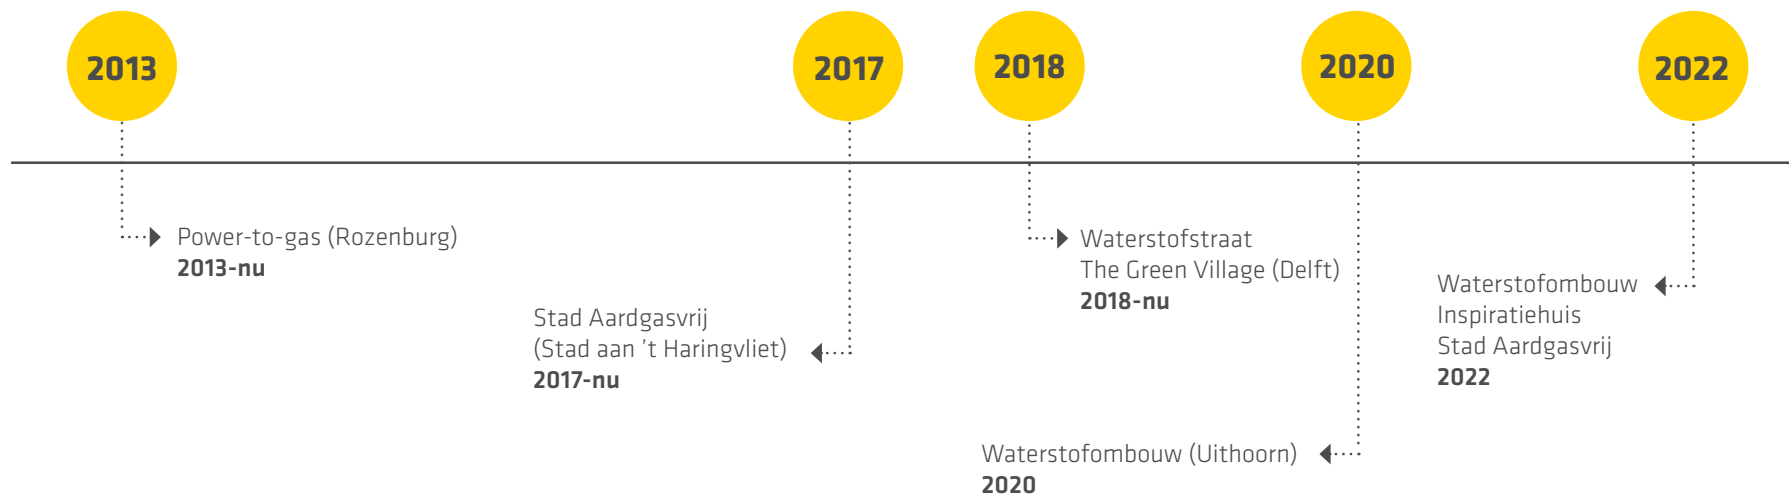 2013
2017
2018
2020
2022
Power-to-gas (Rozenburg)
2013-nu
Stad Aardgasvrij
(Stad aan ’t Haringvliet)
2017-nu
Waterstofstraat
The Green Village (Delft)
2018-nu
Waterstofombouw (Uithoorn)
2020
Waterstofombouw
Inspiratiehuis
Stad Aardgasvrij
2022